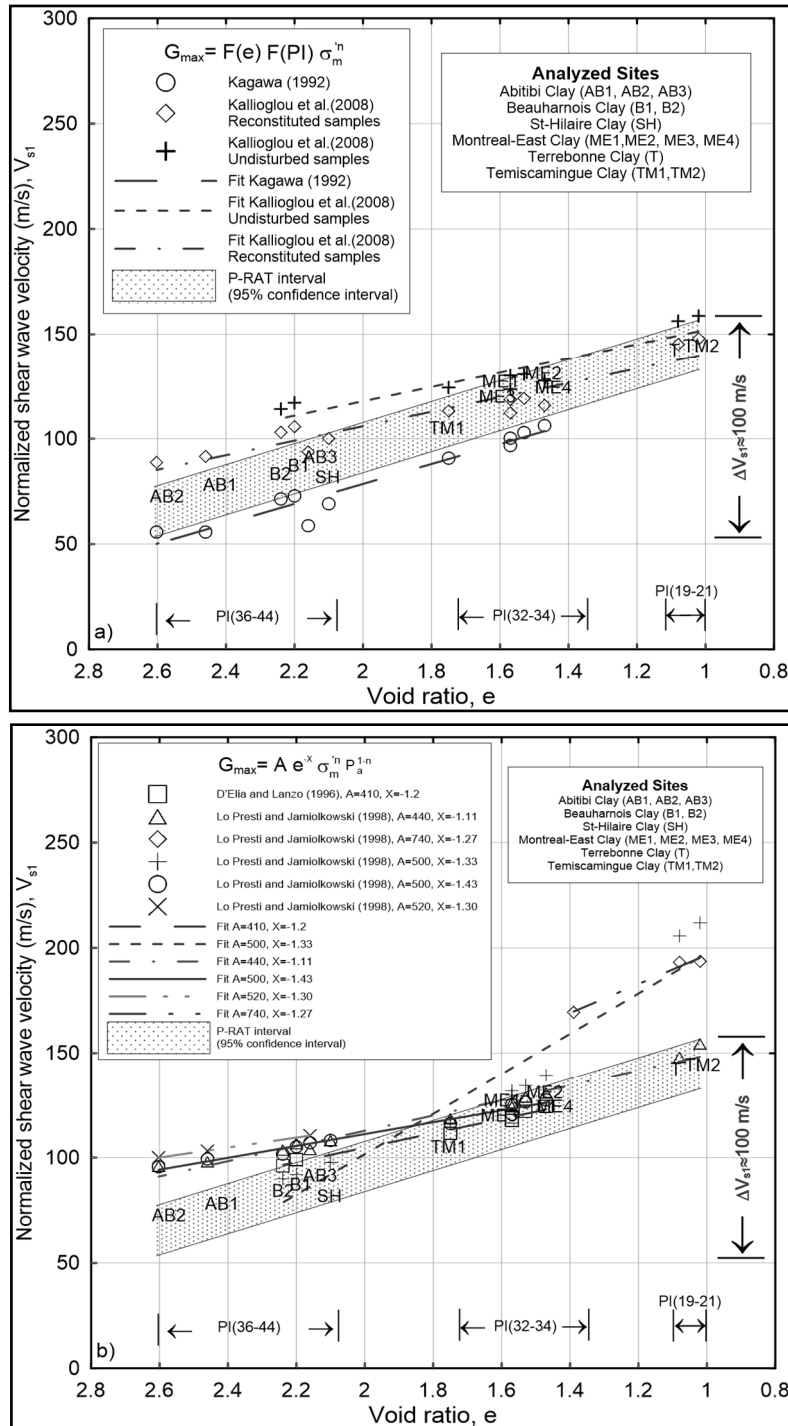 300
250
200
150
100
50
0
Normalized shear wave velocity (m/s), Vs1
Gmax= F(e) F(PI) σm'n
Kagawa (1992)
Kallioglou et al.(2008)
Reconstituted samples
Kallioglou et al.(2008)
Undisturbed samples
Fit Kagawa (1992)
Fit Kallioglou et al.(2008)
Undisturbed samples
Fit Kallioglou et al.(2008)
Reconstituted samples
P-RAT interval
(95% confidence interval)
Analyzed Sites
Abitibi Clay (AB1, AB2, AB3)
Beauharnois Clay (B1, B2)
St-Hilaire Clay (SH)
Montreal-East Clay (ME1,ME2, ME3, ME4)
Terrebonne Clay (T)
Temiscamingue Clay (TM1,TM2)
AB2
AB1
B2
B1
AB3
SH
TM1
ME1
ME3
ME2
ME4
T
TM2
ΔVs1≈100 m/s
PI(36-44)
PI(32-34)
PI(19-21)
a)
2.6 2.4 2.2 2 1.8 1.6 1.4 1.2 1 0.8
2.8
Void ratio, e
300
250
200
150
100
50
0
Normalized shear wave velocity (m/s), Vs1
Gmax= A e-x σm'n Pa1-n
D'Elia and Lanzo (1996), A=410, X=-1.2
Lo Presti and Jamiolkowski (1998), A=440, X=-1.11
Lo Presti and Jamiolkowski (1998), A=740, X=-1.27
Lo Presti and Jamiolkowski (1998), A=500, X=-1.33
Lo Presti and Jamiolkowski (1998), A=500, X=-1.43
Lo Presti and Jamiolkowski (1998), A=520, X=-1.30
Fit A=410, X=-1.2
Fit A=500, X=-1.33
Fit A=440, X=-1.11
Fit A=500, X=-1.43
Fit A=520, X=-1.30
Fit A=740, X=-1.27
P-RAT interval
(95% confidence interval)
Analyzed Sites
Abitibi Clay (AB1, AB2, AB3)
Beauharnois Clay (B1, B2)
St-Hilaire Clay (SH)
Montreal-East Clay (ME1, ME2, ME3, ME4)
Terrebonne Clay (T)
Temiscamingue Clay (TM1,TM2)
AB2
AB1
B2
B1
AB3
SH
TM1
ME1
ME3
ME2
ME4
T
TM2
ΔVs1≈100 m/s
PI(36-44)
PI(32-34)
PI(19-21)
b)
2.8 2.6 2.4 2.2 2 1.8 1.6 1.4 1.2 1 0.8
Void ratio, e